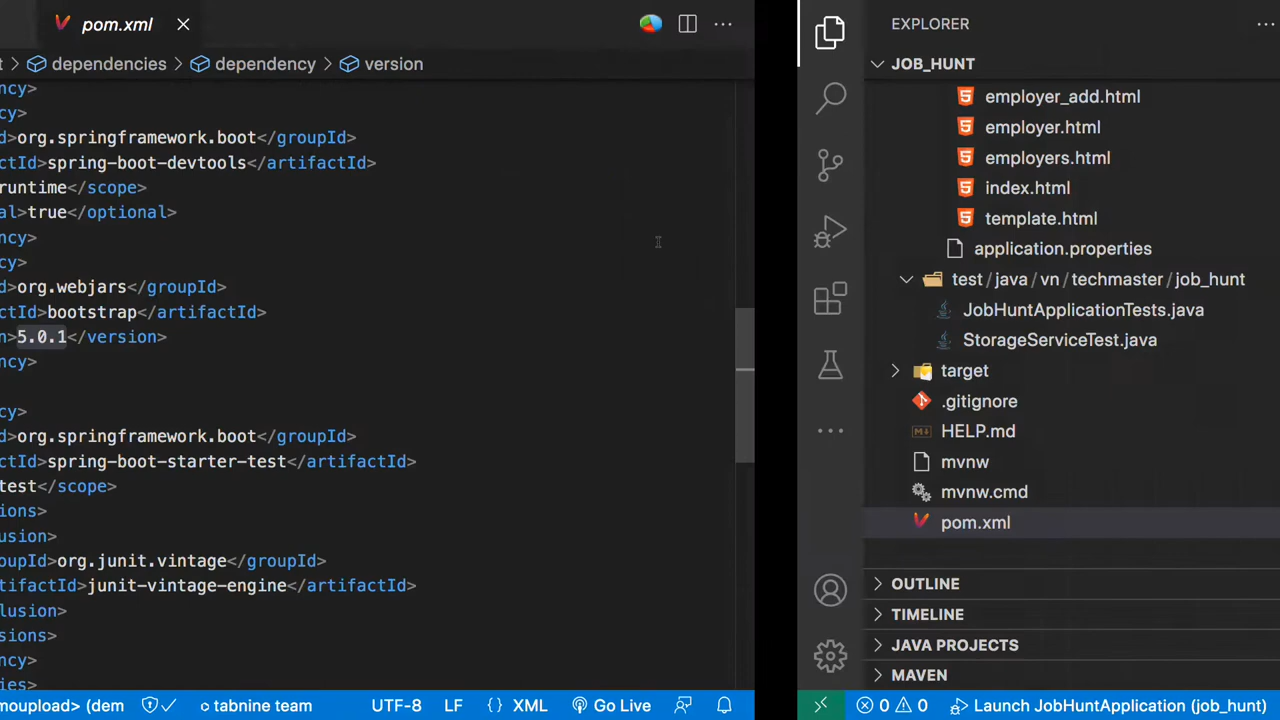 pom.xml
dependencies > dependency > version
ncy>
cy>
d>org.springframework.boot</groupId>
ctId>spring-boot-devtools</artifactId>
runtime</scope>
al>true</optional>
ncy>
cy>
d>org.webjars</groupId>
ctId>bootstrap</artifactId>
n>5.0.1</version>
ncy>
cy>
d>org.springframework.boot</groupId>
ctId>spring-boot-starter-test</artifactId>
test</scope>
ions>
lusion>
oupId>org.junit.vintage</groupId>
tifactId>junit-vintage-engine</artifactId>
lusion>
sions>
ncy>
cies>
moupload> (dem
tabnine team
UTF-8
LF
{} XML
Go Live
EXPLORER
JOB_HUNT
employer_add.html
employer.html
employers.html
index.html
template.html
application.properties
test/java/vn/techmaster/job_hunt
JobHuntApplicationTests.java
StorageServiceTest.java
target
.gitignore
HELP.md
mvnw
mvnw.cmd
pom.xml
OUTLINE
TIMELINE
JAVA PROJECTS
MAVEN
0 0
Launch JobHuntApplication (job_hunt)